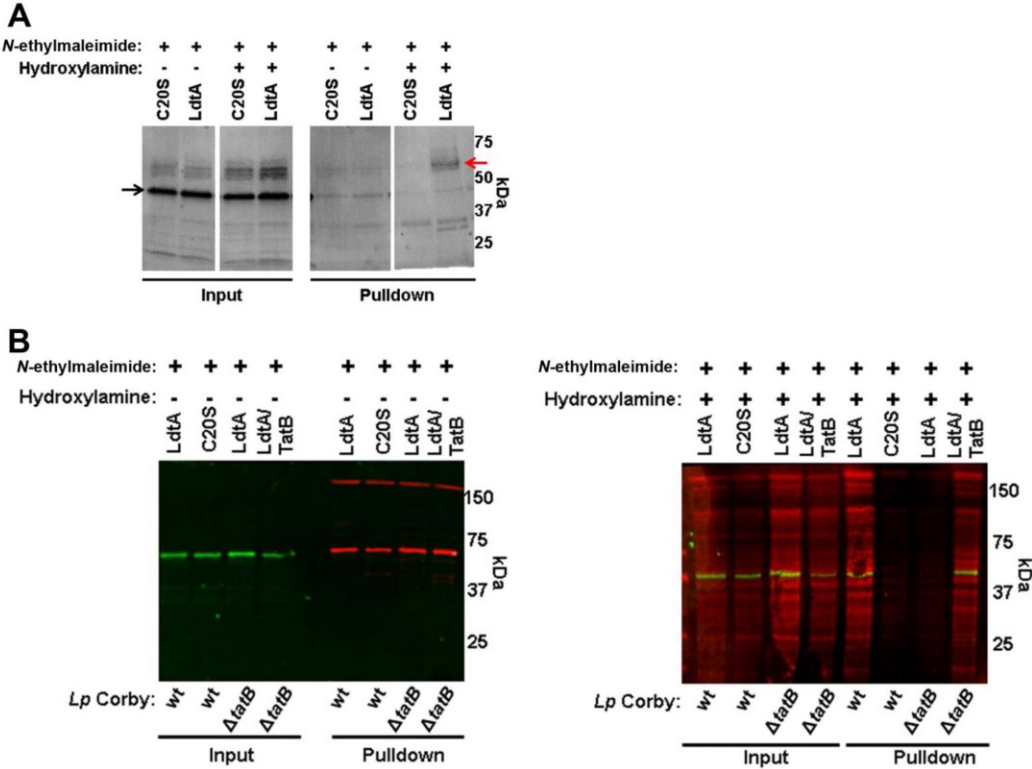 A
N-ethylmaleimide: + + + + + + + +
Hydroxylamine: - - + + - - + +
C20S LdtA C20S LdtA C20S LdtA C20S LdtA
75
50
37
25
kDa
Input Pulldown
B
N-ethylmaleimide: + + + + + + + +
Hydroxylamine: - - - - - - - -
LdtA C20S LdtA LdtA/TatB LdtA C20S LdtA LdtA/TatB
150
75
37
25
kDa
Lp Corby: wt wt ΔtatB ΔtatB wt wt ΔtatB ΔtatB
Input Pulldown
N-ethylmaleimide: + + + + + + + +
Hydroxylamine: + + + + + + + +
LdtA C20S LdtA LdtA/TatB LdtA C20S LdtA LdtA/TatB
150
75
37
25
kDa
Lp Corby: wt wt ΔtatB ΔtatB wt wt ΔtatB ΔtatB
Input Pulldown